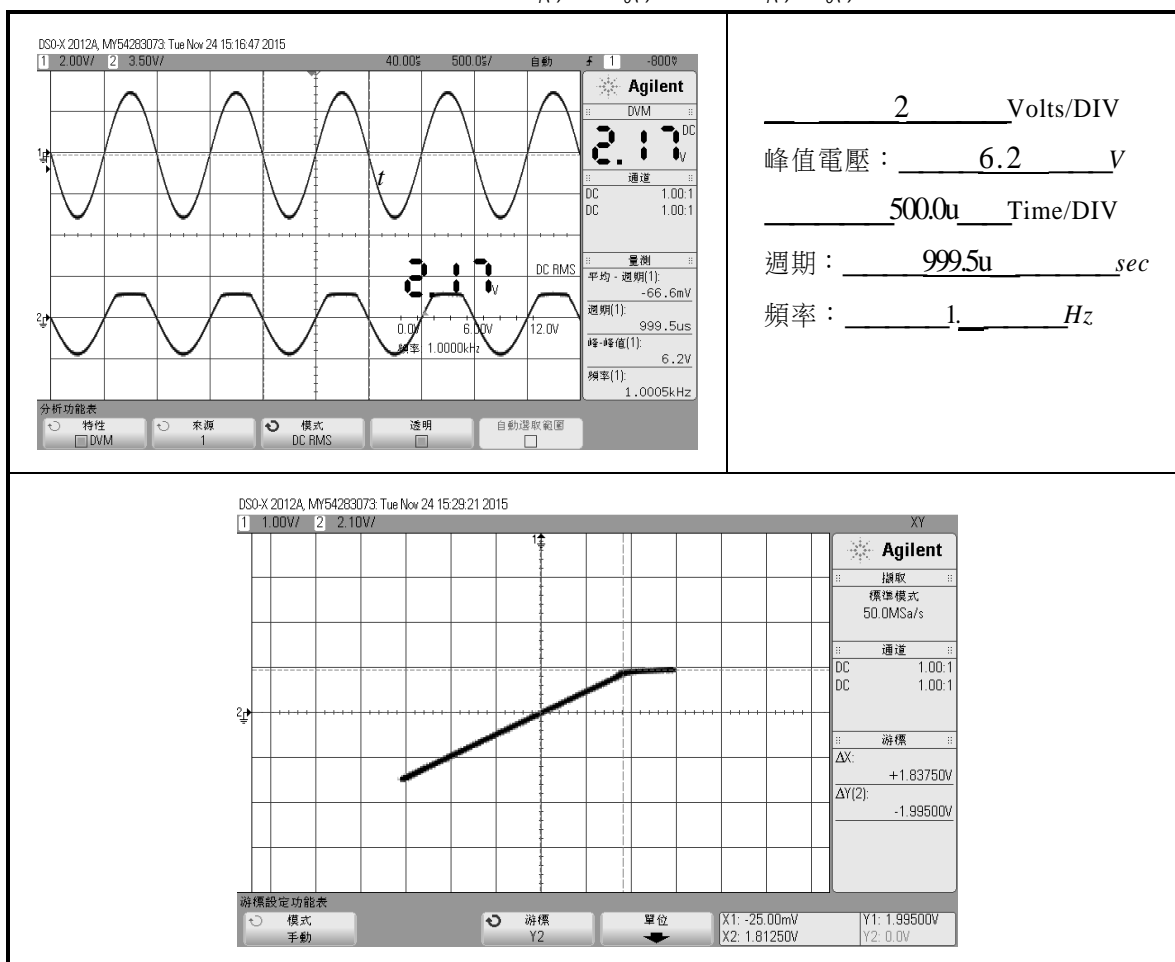 DSO-X 2012A, MY54283073: Tue Nov 24 15:16:47 2015
1 2.00V/ 2 3.50V/ 40.00s 500.0s/ 自動 1 -800
Agilent
DVM
2.17 DC V
通道
DC 1.00:1
DC 1.00:1
量測
平均 - 週期(1):
-66.6mV
週期(1):
999.5us
峰-峰值(1):
6.2V
頻率(1):
1.0005kHz
1
t
2
DC RMS
2.17 V
0.0V 6.00V 12.0V
頻率 1.0000kHz
分析功能表
特性
DVM
來源
1
模式
DC RMS
透明
自動選取範圍
2 Volts/DIV
峰值電壓：6.2 V
500.0u Time/DIV
週期：999.5u sec
頻率：1. Hz
DSO-X 2012A, MY54283073: Tue Nov 24 15:29:21 2015
1 1.00V/ 2 2.10V/ XY
Agilent
擷取
標準模式
50.0MSa/s
通道
DC 1.00:1
DC 1.00:1
游標
ΔX:
+1.83750V
ΔY(2):
-1.99500V
1
2
游標設定功能表
模式
手動
游標
Y2
單位
X1: -25.00mV
X2: 1.81250V
Y1: 1.99500V
Y2: 0.0V